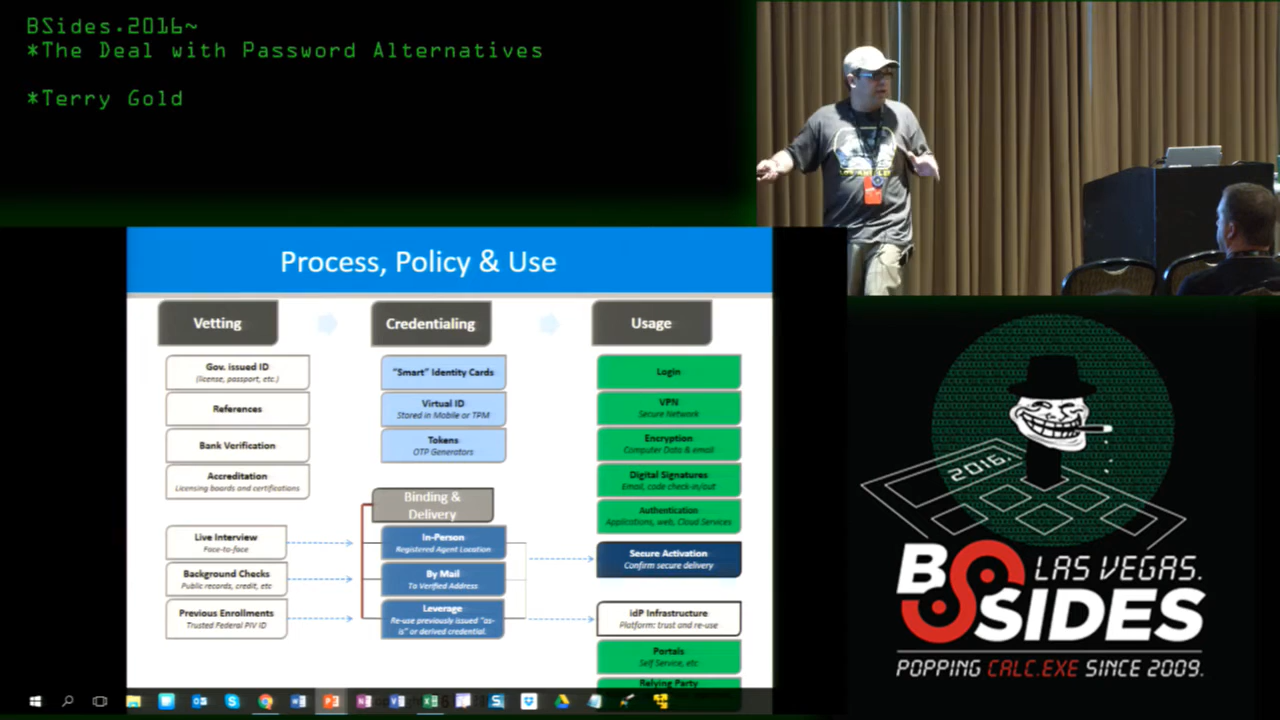 BSides.2016~
*The Deal with Password Alternatives
*Terry Gold
Process, Policy & Use
Vetting
Credentialing
Usage
Gov. issued ID
(license, passport, etc.)
References
Bank Verification
Accreditation
Licensing boards and certifications
Live Interview
Face-to-face
Background Checks
Public records, credit, etc
Previous Enrollments
Trusted Federal PIV ID
"Smart" Identity Cards
Virtual ID
Stored in Mobile or TPM
Tokens
OTP Generators
Binding &
Delivery
In-Person
Registered Agent Location
By Mail
To Verified Address
Leverage
Re-use previously issued "as-
is" or derived credential.
Login
VPN
Secure Network
Encryption
Computer Data & email
Digital Signatures
Email, code check-in/out
Authentication
Applications, web, Cloud Services
Secure Activation
Confirm secure delivery
idP Infrastructure
Platform: trust and re-use
Portals
Self Service, etc
Relying Party
2016.
BSIDES
LAS VEGAS.
POPPING CALC.EXE SINCE 2009.